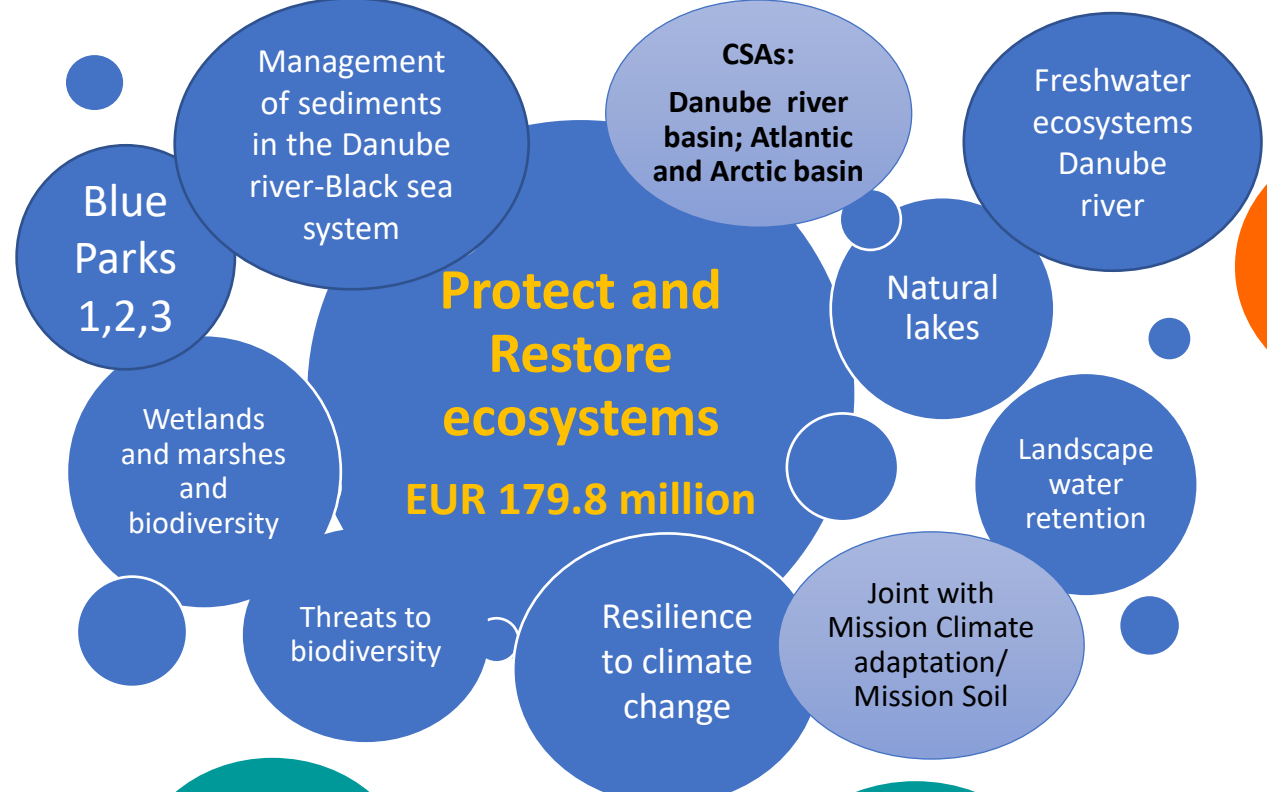 Management
of sediments
in the Danube
river-Black sea
system
CSAs:
Danube river
basin; Atlantic
and Arctic basin
Freshwater
ecosystems
Danube
river
Blue
Parks
1,2,3
Protect and
Restore
ecosystems
EUR 179.8 million
Natural
lakes
Wetlands
and marshes
and
biodiversity
Landscape
water
retention
Threats to
biodiversity
Resilience
to climate
change
Joint with
Mission Climate
adaptation/
Mission Soil